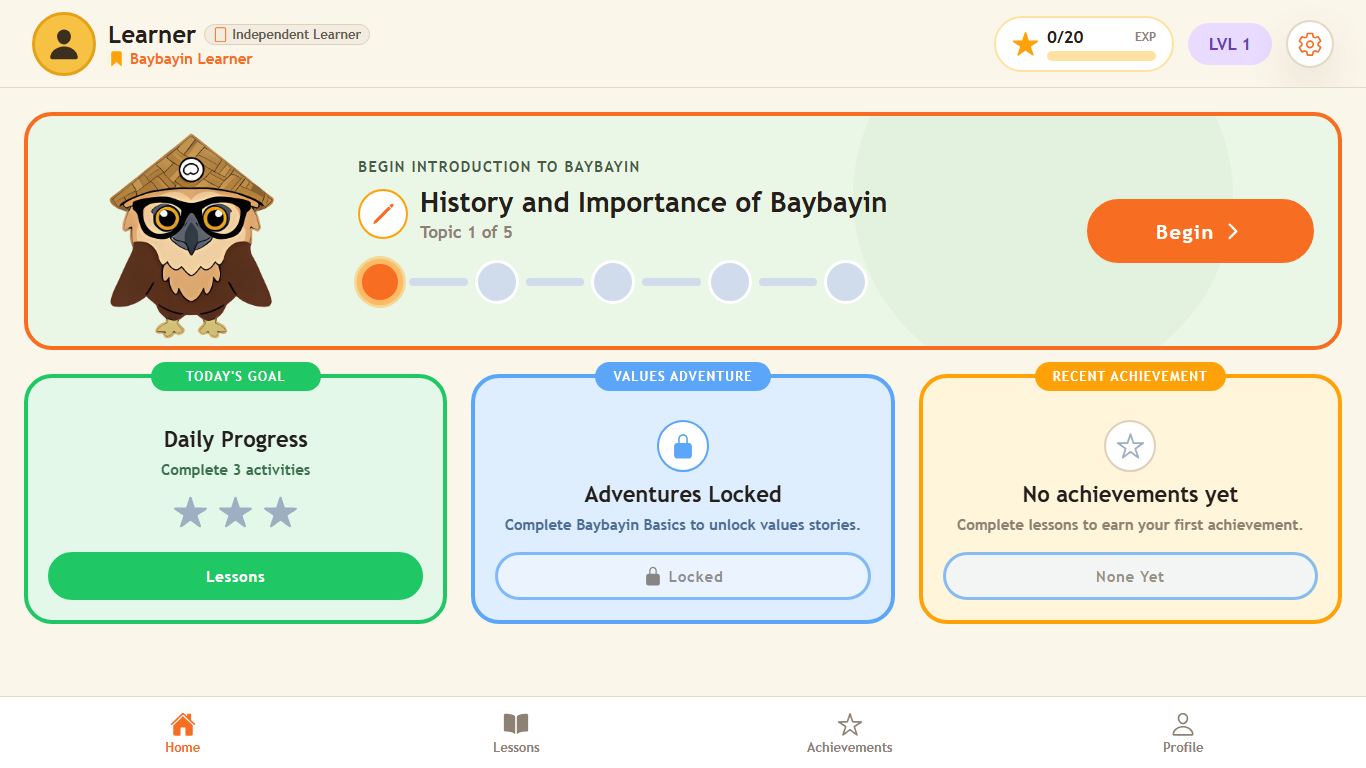 Learner
Independent Learner
Baybayin Learner
0/20
EXP
LVL 1
BEGIN INTRODUCTION TO BAYBAYIN
History and Importance of Baybayin
Topic 1 of 5
Begin
TODAY'S GOAL
Daily Progress
Complete 3 activities
Lessons
VALUES ADVENTURE
Adventures Locked
Complete Baybayin Basics to unlock values stories.
Locked
RECENT ACHIEVEMENT
No achievements yet
Complete lessons to earn your first achievement.
None Yet
Home
Lessons
Achievements
Profile